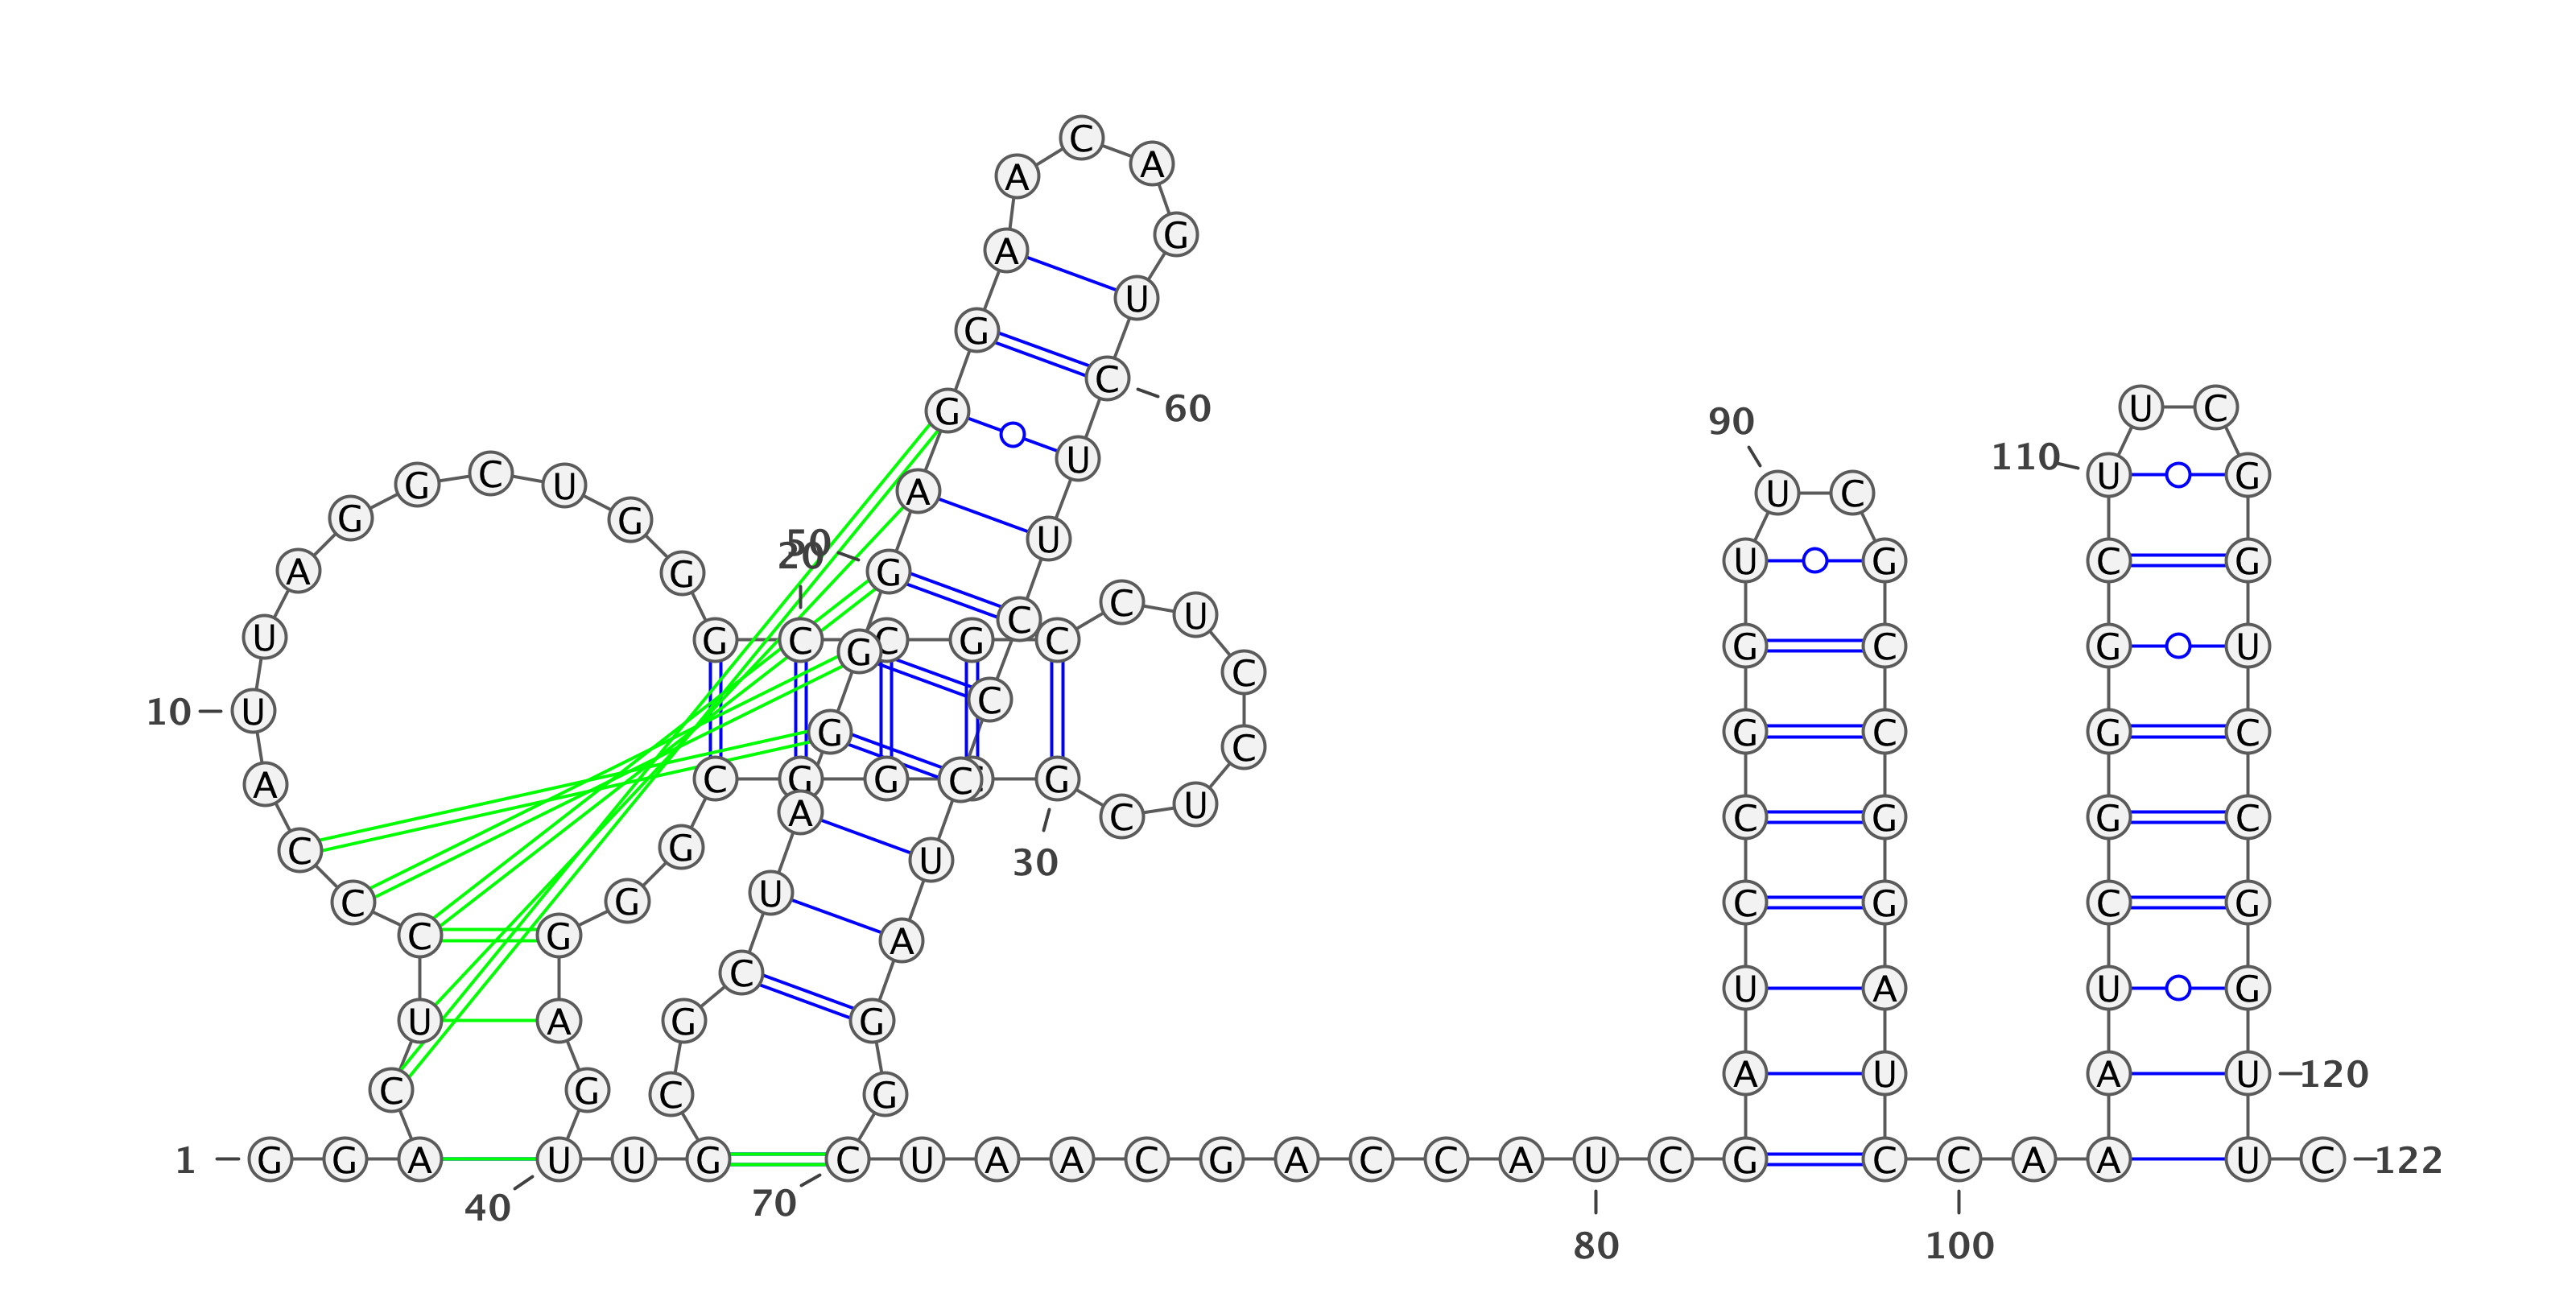 C
A A
A G
U
G
C
G 60 U C
90
U 110 U G
G C U A U C
G G
50 U
20
A G G U G C G
C U
U G C C G C C G C G U
G
C
10 U C
G C G C G C
C
A C G G C G
A U C G C G C
C U
G 30
C G U C G C G
C G A
C U A U G
U A G G
A U A U 120
C G C G
1 G G A U U G C U A A C G A C C A U C G C C A A U C 122
40 70 80 100